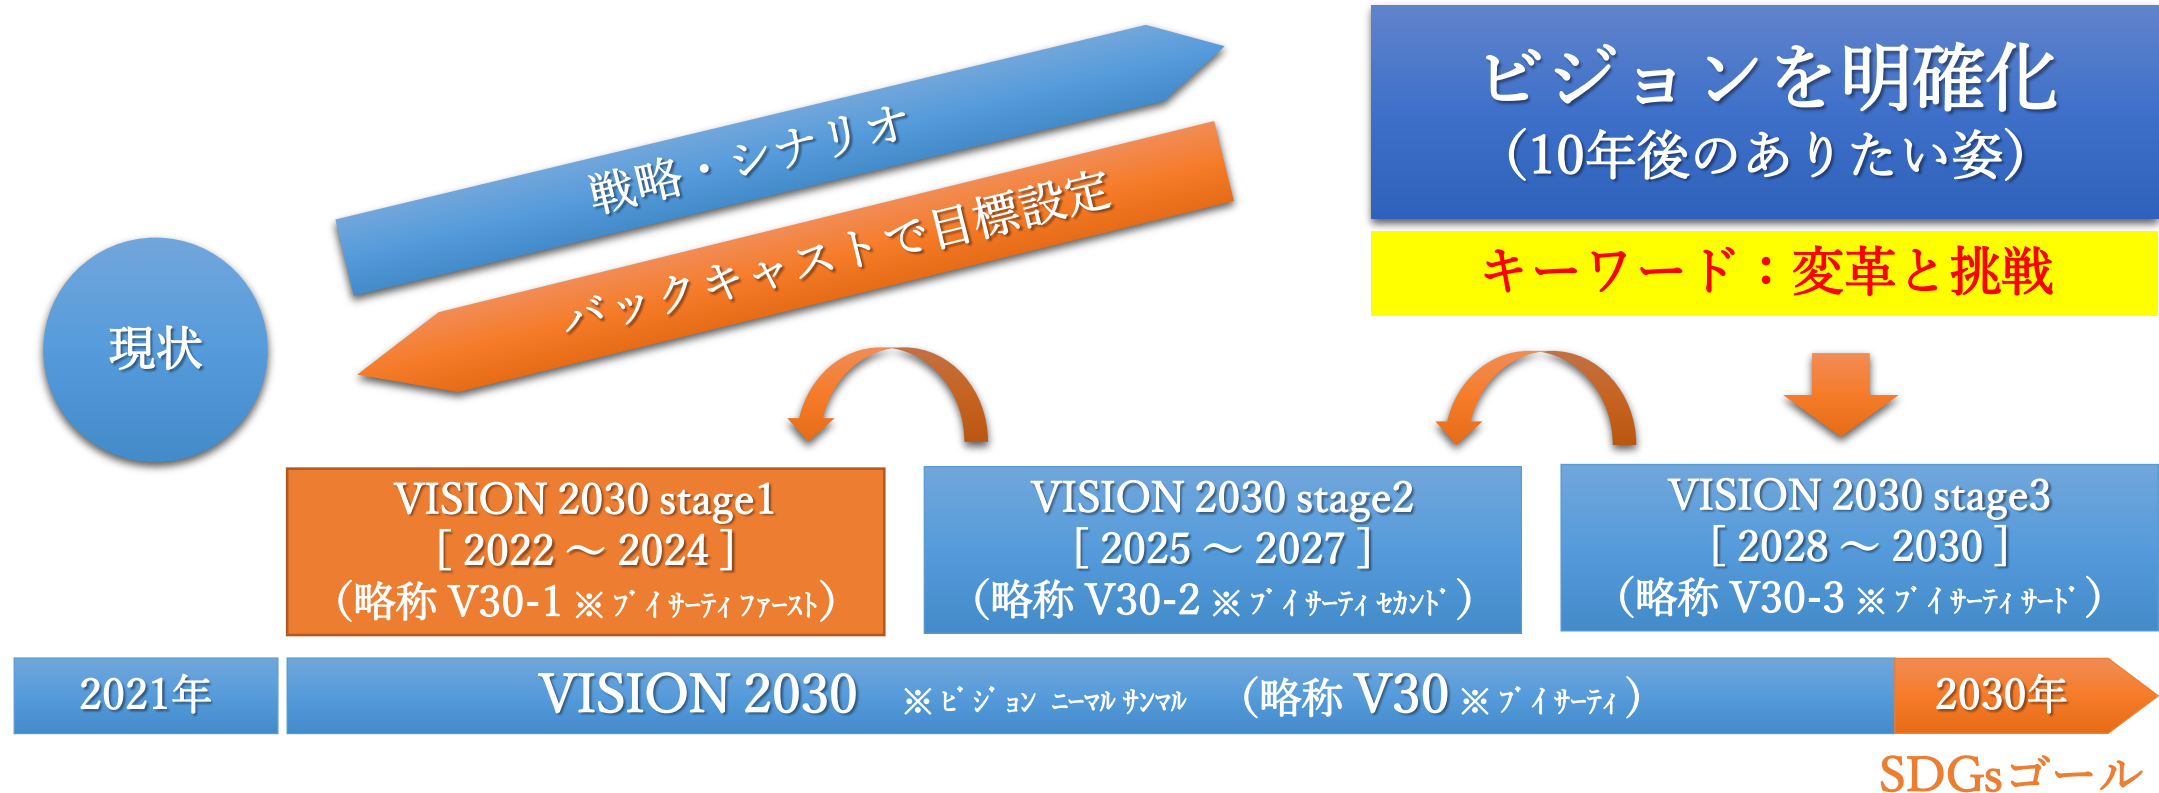 ビジョンを明確化
（10年後のありたい姿）
キーワード：変革と挑戦
戦略・シナリオ
バックキャストで目標設定
現状
VISION 2030 stage1
[ 2022 ～ 2024 ]
（略称 V30-1 ※ ﾌﾞｲ ｻｰﾃｨ ﾌｧｰｽﾄ）
VISION 2030 stage2
[ 2025 ～ 2027 ]
（略称 V30-2 ※ ﾌﾞｲ ｻｰﾃｨ ｾｶﾝﾄﾞ）
VISION 2030 stage3
[ 2028 ～ 2030 ]
（略称 V30-3 ※ ﾌﾞｲ ｻｰﾃｨ ｻｰﾄﾞ）
2021年
VISION 2030 ※ ﾋﾞｼﾞｮﾝ ﾆｰﾏﾙ ｻﾝﾏﾙ （略称 V30 ※ ﾌﾞｲ ｻｰﾃｨ）
2030年
SDGsゴール